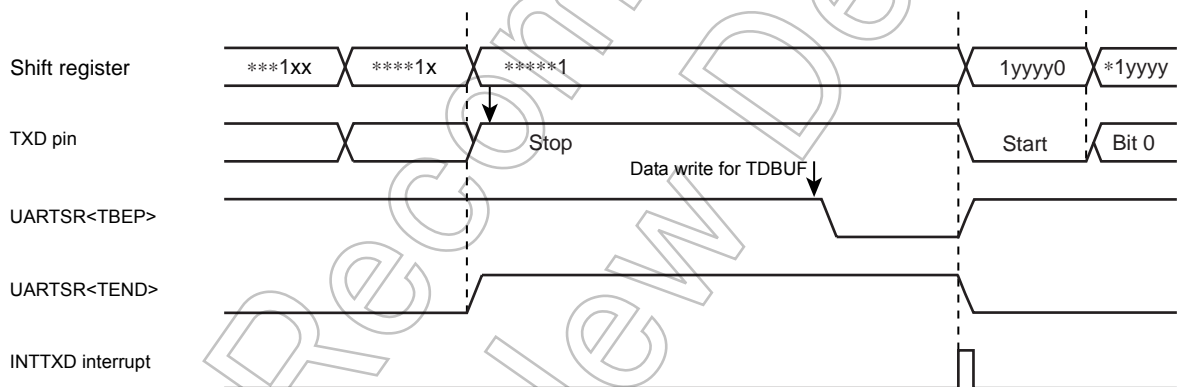 Shift register ***1xx ****1x *****1 1yyyy0 *1yyyy
TXD pin Stop Start Bit 0
Data write for TDBUF
UARTSR<TBEP>
UARTSR<TEND>
INTTXD interrupt